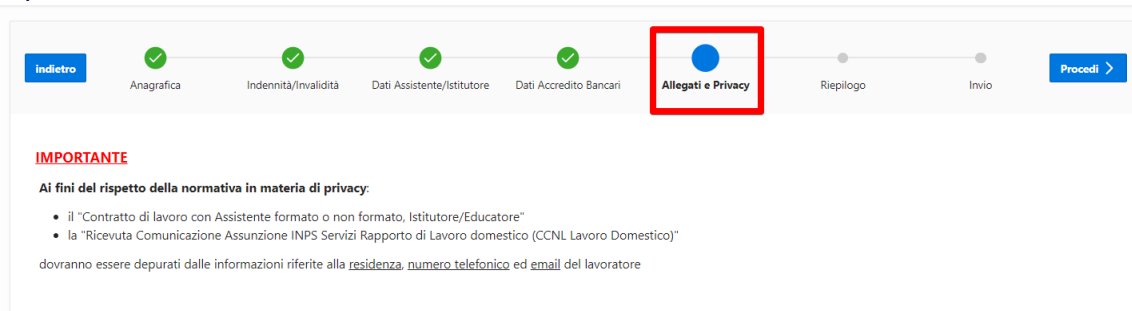 indietro
Anagrafica
Indennità/Invalidità
Dati Assistente/Istitutore
Dati Accredito Bancari
Allegati e Privacy
Riepilogo
Invio
Procedi
IMPORTANTE
Ai fini del rispetto della normativa in materia di privacy:
• il "Contratto di lavoro con Assistente formato o non formato, Istitutore/Educatore"
• la "Ricevuta Comunicazione Assunzione INPS Servizi Rapporto di Lavoro domestico (CCNL Lavoro Domestico)"
dovranno essere depurati dalle informazioni riferite alla residenza, numero telefonico ed email del lavoratore